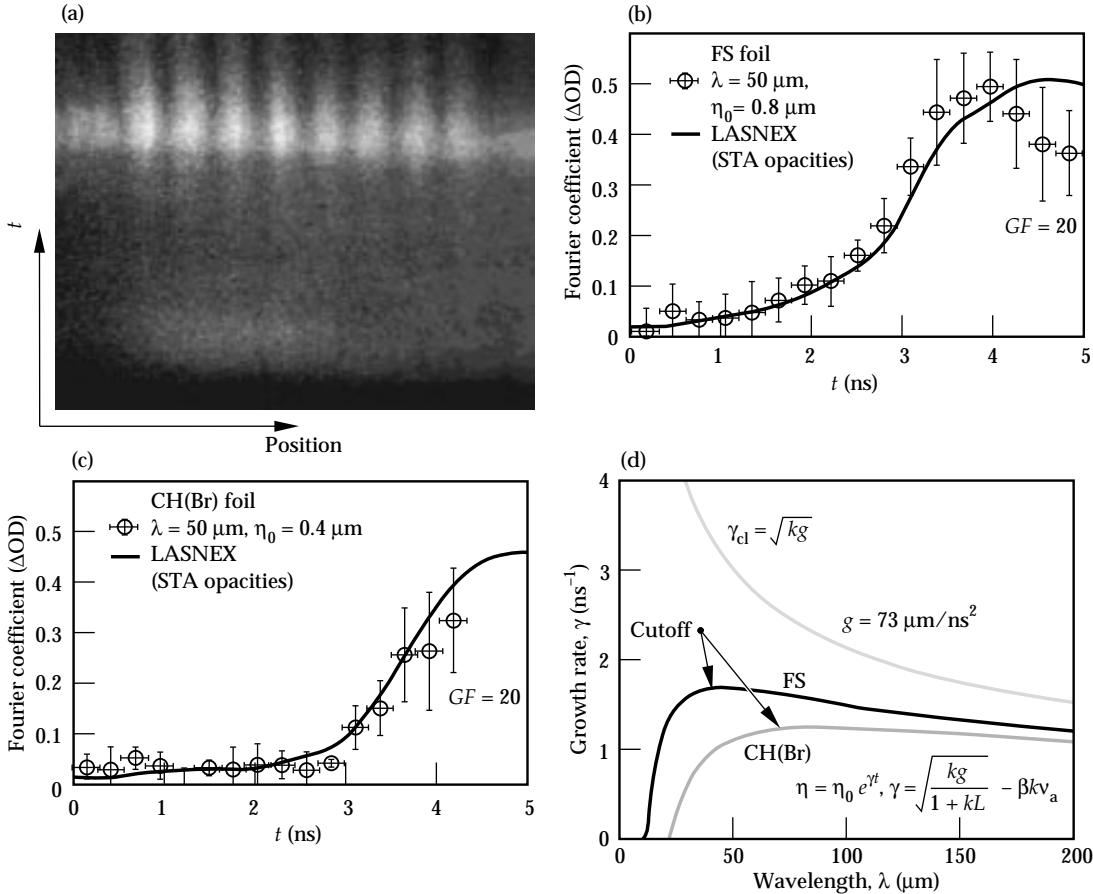 (a)
t
Position
(b)
FS foil
λ = 50 µm,
η₀ = 0.8 µm
LASNEX
(STA opacities)
GF = 20
Fourier coefficient (ΔOD)
0.5
0.4
0.3
0.2
0.1
0
0 1 2 3 4 5
t (ns)
(c)
CH(Br) foil
λ = 50 µm, η₀ = 0.4 µm
LASNEX
(STA opacities)
GF = 20
Fourier coefficient (ΔOD)
0.5
0.4
0.3
0.2
0.1
0
0 1 2 3 4 5
t (ns)
(d)
γcl = √kg
g = 73 µm/ns²
Cutoff
FS
CH(Br)
η = η₀ e^γt, γ = √(kg / (1 + kL)) – βkνₐ
Growth rate, γ (ns⁻¹)
4
3
2
1
0
0 50 100 150 200
Wavelength, λ (µm)